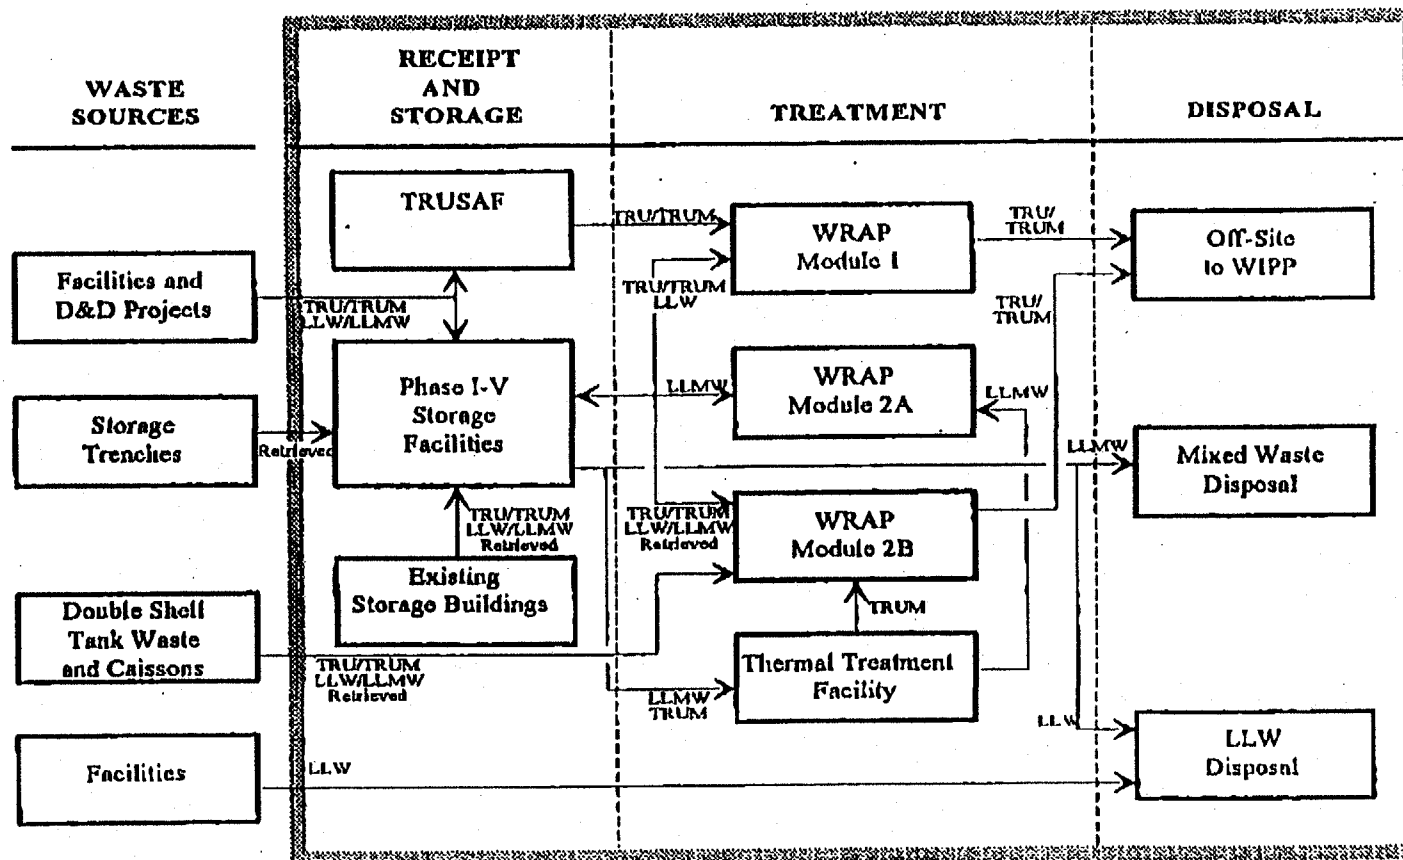 WASTE
SOURCES
RECEIPT
AND
STORAGE
TREATMENT
DISPOSAL
TRUSAF
TRU/TRUM
WRAP
Module 1
TRU/
TRUM
Off-Site
to WIPP
Facilities and
D&D Projects
TRU/TRUM
LLW/LLMW
TRU/TRUM
LLW
TRU/
TRUM
Phase I-V
Storage
Facilities
LLMW
WRAP
Module 2A
LLMW
Storage
Trenches
Retrieved
LLMW
Mixed Waste
Disposal
TRU/TRUM
LLW/LLMW
Retrieved
TRU/TRUM
LLW/LLMW
Retrieved
WRAP
Module 2B
Existing
Storage Buildings
TRUM
Double Shell
Tank Waste
and Caissons
TRU/TRUM
LLW/LLMW
Retrieved
LLMW
TRUM
Thermal Treatment
Facility
LLW
LLW
Disposal
Facilities
LLW